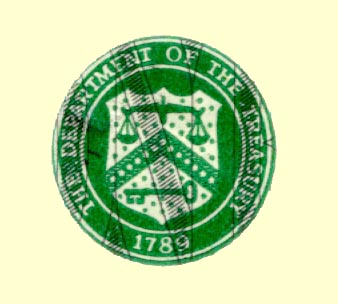 THE DEPARTMENT OF THE TREASURY
1789